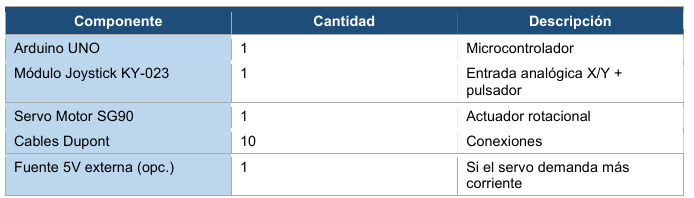 Componente Cantidad Descripción
Arduino UNO 1 Microcontrolador
Módulo Joystick KY-023 1 Entrada analógica X/Y +
pulsador
Servo Motor SG90 1 Actuador rotacional
Cables Dupont 10 Conexiones
Fuente 5V externa (opc.) 1 Si el servo demanda más
corriente